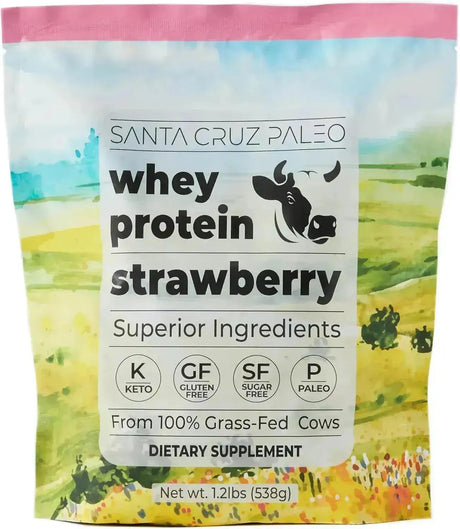 SANTA CRUZ PALEO
whey
protein
strawberry
Superior Ingredients
K
KETO
GF
GLUTEN
FREE
SF
SUGAR
FREE
P
PALEO
From 100% Grass-Fed Cows
DIETARY SUPPLEMENT
Net wt. 1.2lbs (538g)